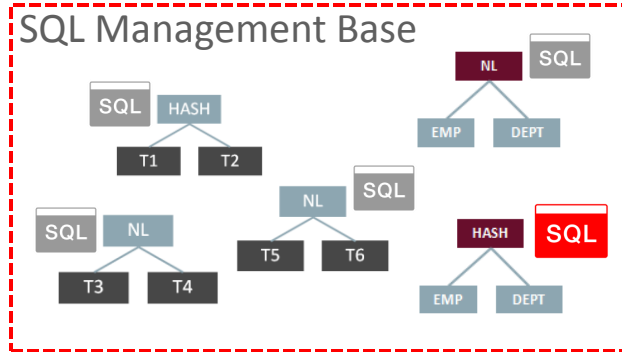 SQL Management Base
SQL
HASH
T1
T2
NL
SQL
EMP
DEPT
SQL
NL
T3
T4
NL
SQL
T5
T6
HASH
SQL
EMP
DEPT